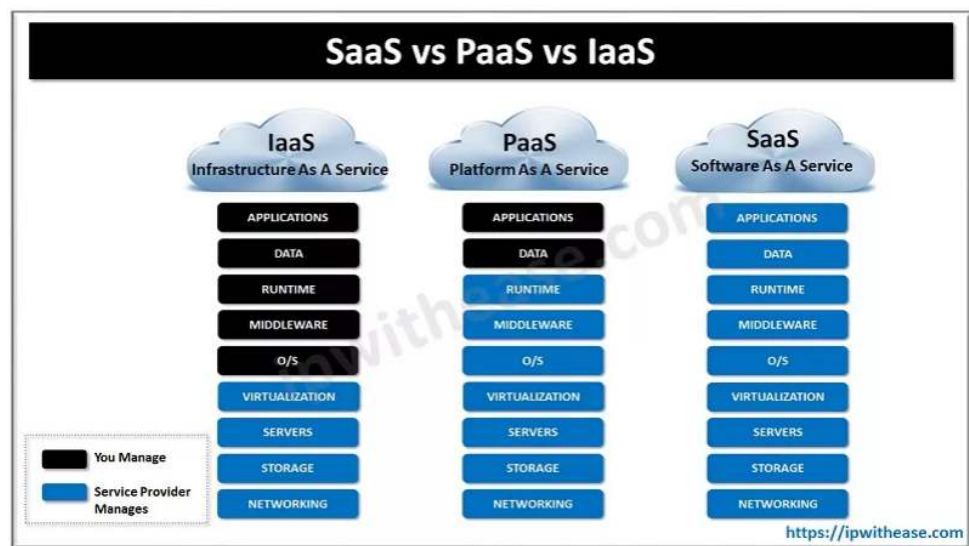 SaaS vs PaaS vs IaaS
IaaS
Infrastructure As A Service
APPLICATIONS
DATA
RUNTIME
MIDDLEWARE
O/S
VIRTUALIZATION
SERVERS
STORAGE
NETWORKING
PaaS
Platform As A Service
APPLICATIONS
DATA
RUNTIME
MIDDLEWARE
O/S
VIRTUALIZATION
SERVERS
STORAGE
NETWORKING
SaaS
Software As A Service
APPLICATIONS
DATA
RUNTIME
MIDDLEWARE
O/S
VIRTUALIZATION
SERVERS
STORAGE
NETWORKING
You Manage
Service Provider
Manages
ipwithease.com
https://ipwithease.com